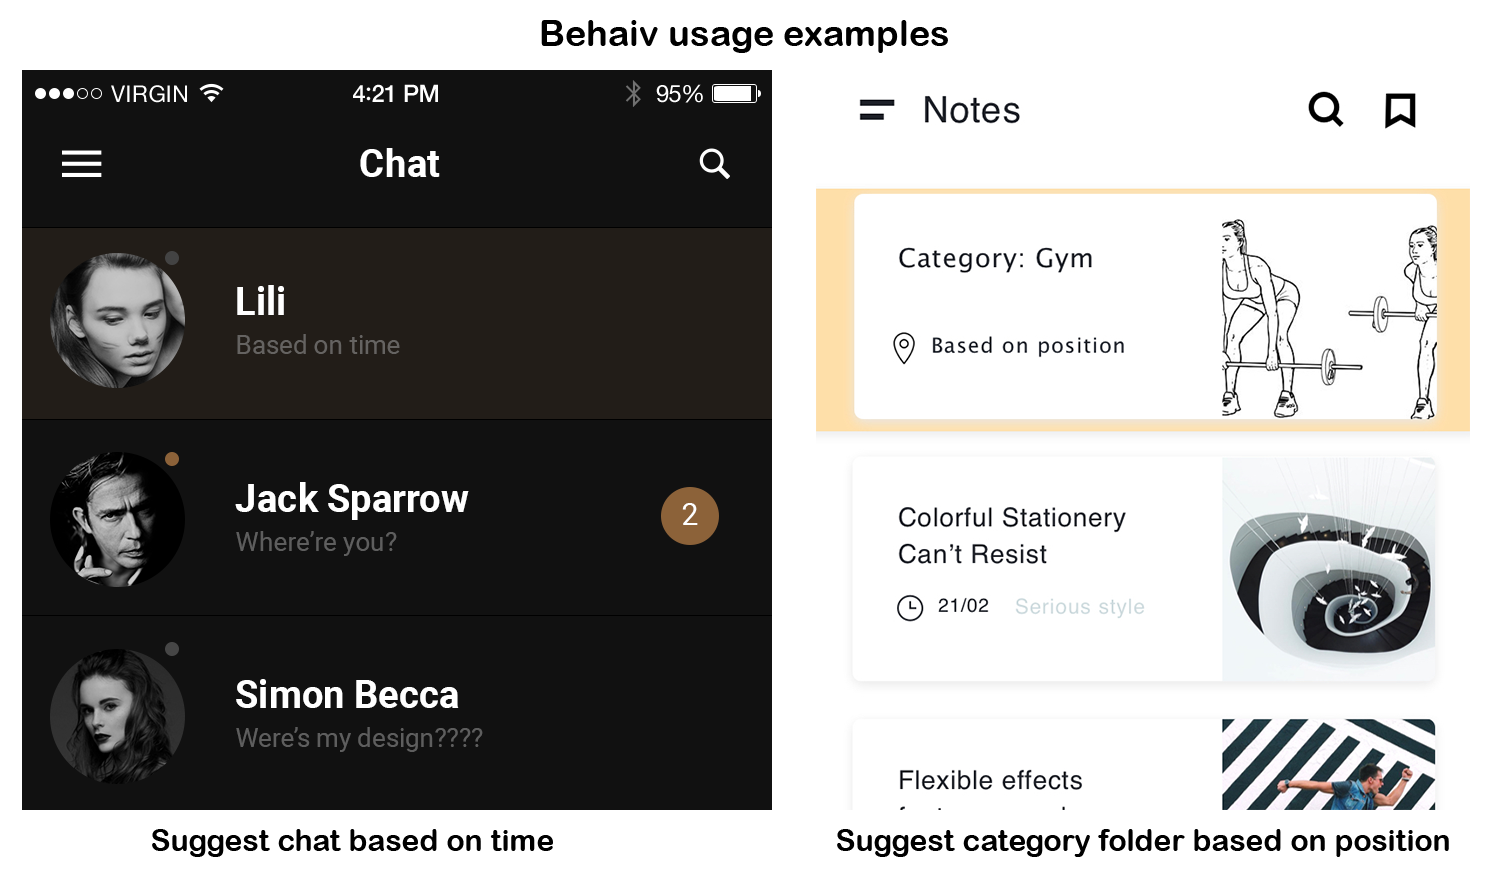 Behaiv usage examples
VIRGIN
4:21 PM
95%
Chat
Lili
Based on time
Jack Sparrow
Where're you?
2
Simon Becca
Were's my design????
Suggest chat based on time
Notes
Category: Gym
Based on position
Colorful Stationery
Can't Resist
21/02 Serious style
Flexible effects
Suggest category folder based on position